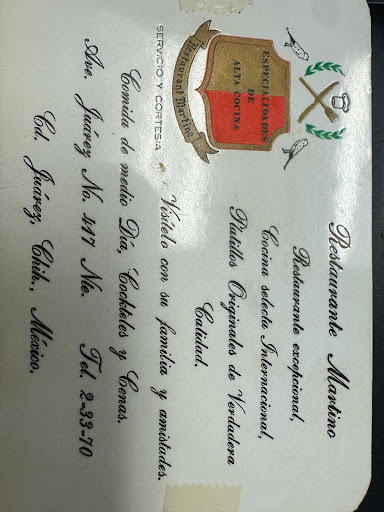 Restaurante Martino
Restaurante excepcional,
Cocina selecta Internacional,
Platillos Originales de Verdadera
Calidad.
ESPECIALIDADES
DE
ALTA COCINA
Restaurant Martino
SERVICIO Y CORTESIA
Visítelo con su familia y amistades.
Comida de medio Día, Cockteles y Cenas.
Ave. Juárez No. 417 Nte. Tel. 2-33-70
Cd. Juárez, Chih., México.